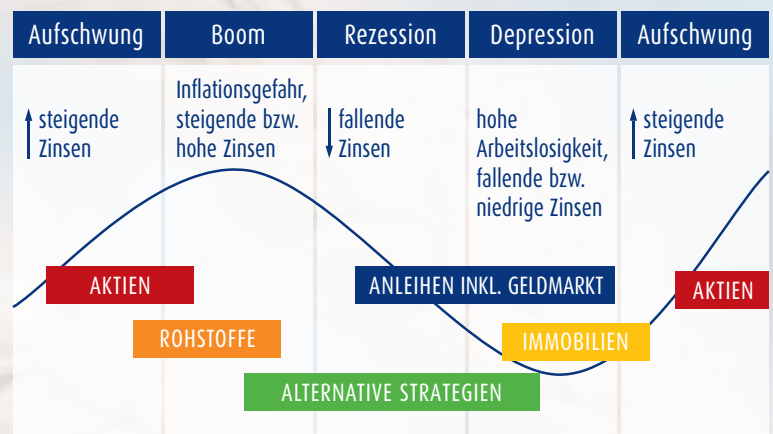 Aufschwung
Boom
Rezession
Depression
Aufschwung
steigende
Zinsen
Inflationsgefahr,
steigende bzw.
hohe Zinsen
fallende
Zinsen
hohe
Arbeitslosigkeit,
fallende bzw.
niedrige Zinsen
steigende
Zinsen
AKTIEN
ANLEIHEN INKL. GELDMARKT
AKTIEN
ROHSTOFFE
IMMOBILIEN
ALTERNATIVE STRATEGIEN